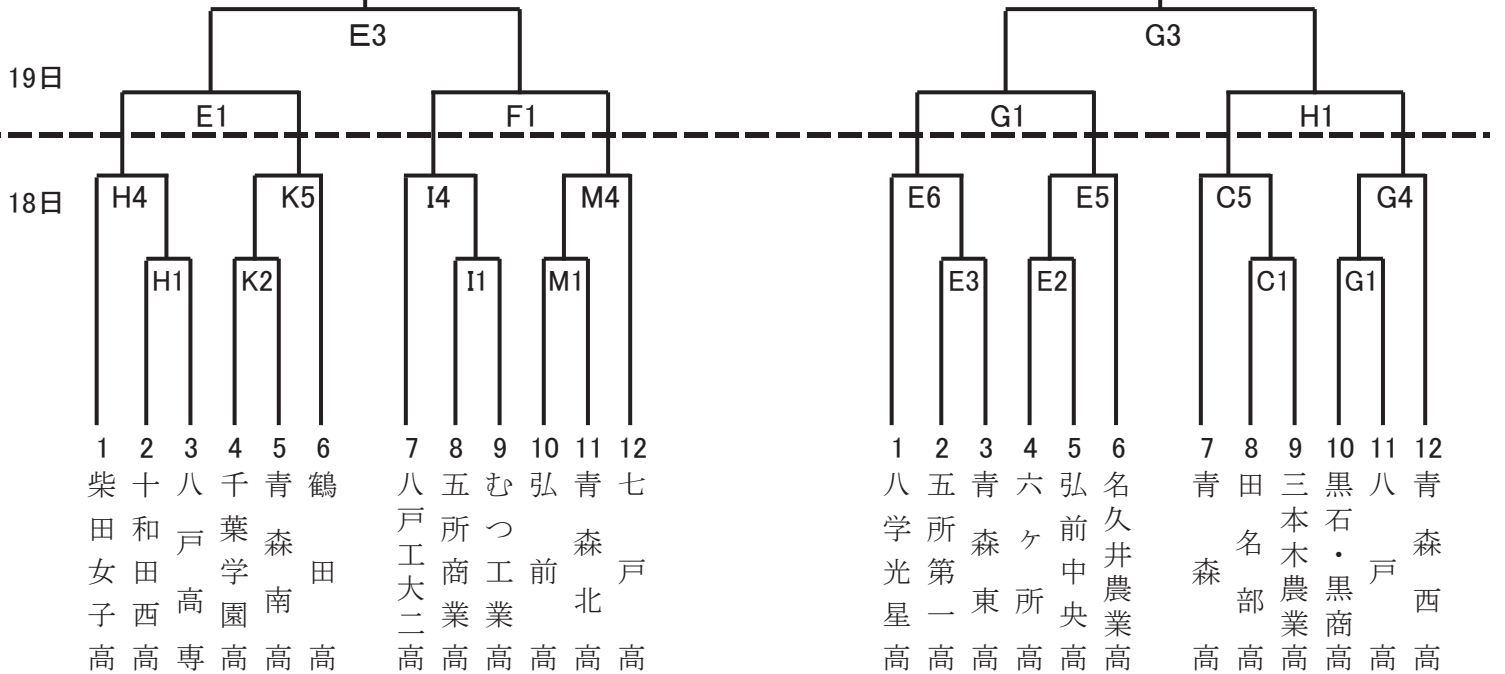 E3 G3
19日
E1 F1 G1 H1
18日
H4 K5 I4 M4 E6 E5 C5 G4
H1 K2 I1 M1 E3 E2 C1 G1
1 2 3 4 5 6 7 8 9 10 11 12 1 2 3 4 5 6 7 8 9 10 11 12
柴田女子高
十和田西高
八戸高専
千葉学園高
青森南高
鶴田高
八戸工大二高
五所商業高
むつ工業高
弘前高
青森北高
七戸高
八学光星高
五所第一高
青森東高
六ヶ所高
弘前中央高
名久井農業高
青森高
田名部高
三本木農業高
黒石・黒商高
八戸高
青森西高